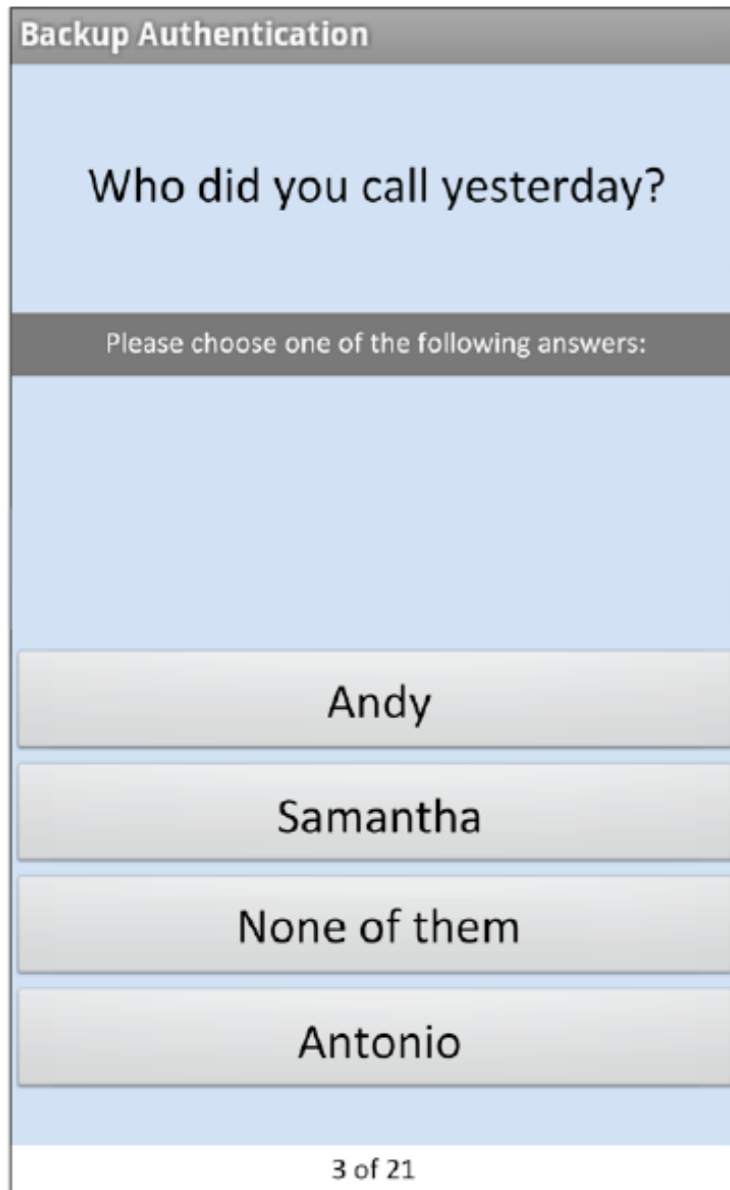 Backup Authentication
Who did you call yesterday?
Please choose one of the following answers:
Andy
Samantha
None of them
Antonio
3 of 21